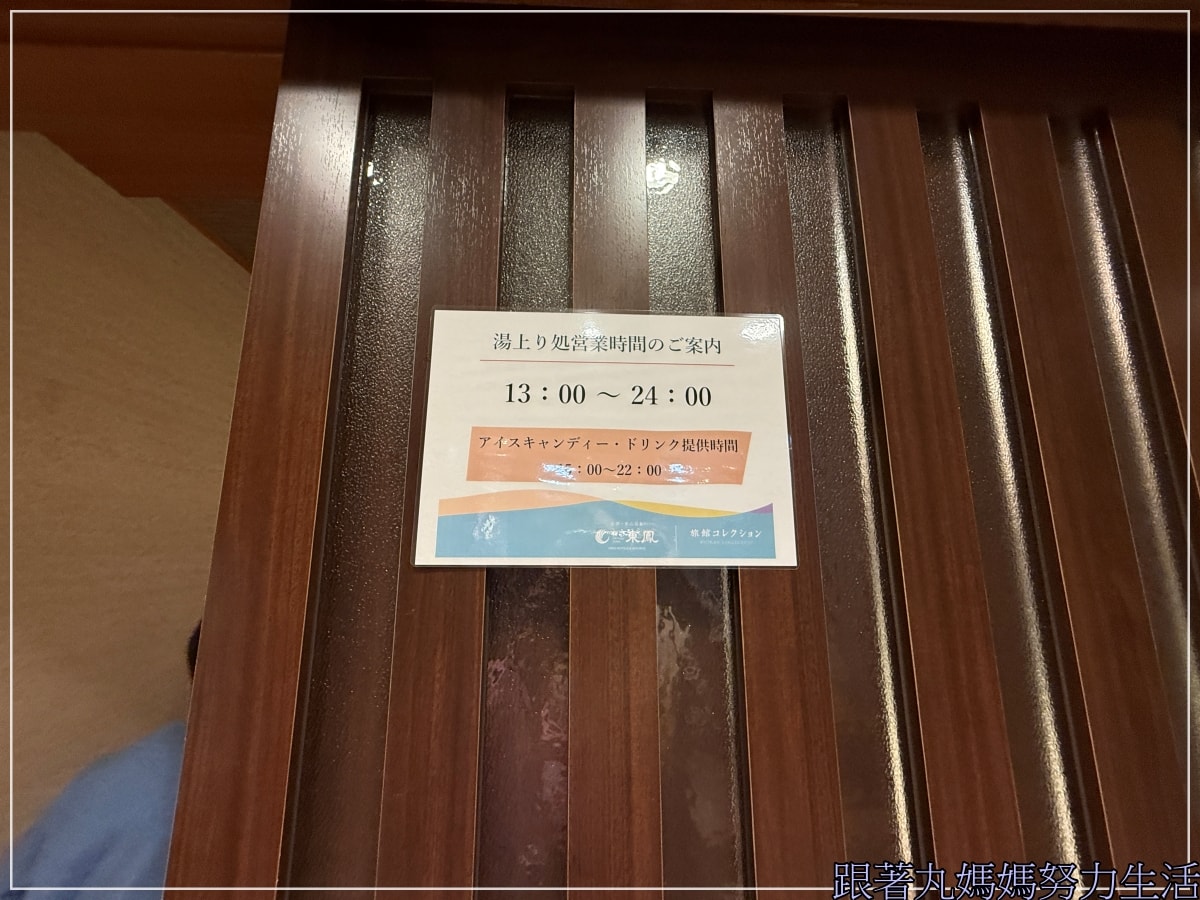 湯上り処営業時間のご案内
13：00 ～ 24：00
アイスキャンディー・ドリンク提供時間
：00～22：00
東鳳
旅館コレクション
跟著丸媽媽努力生活